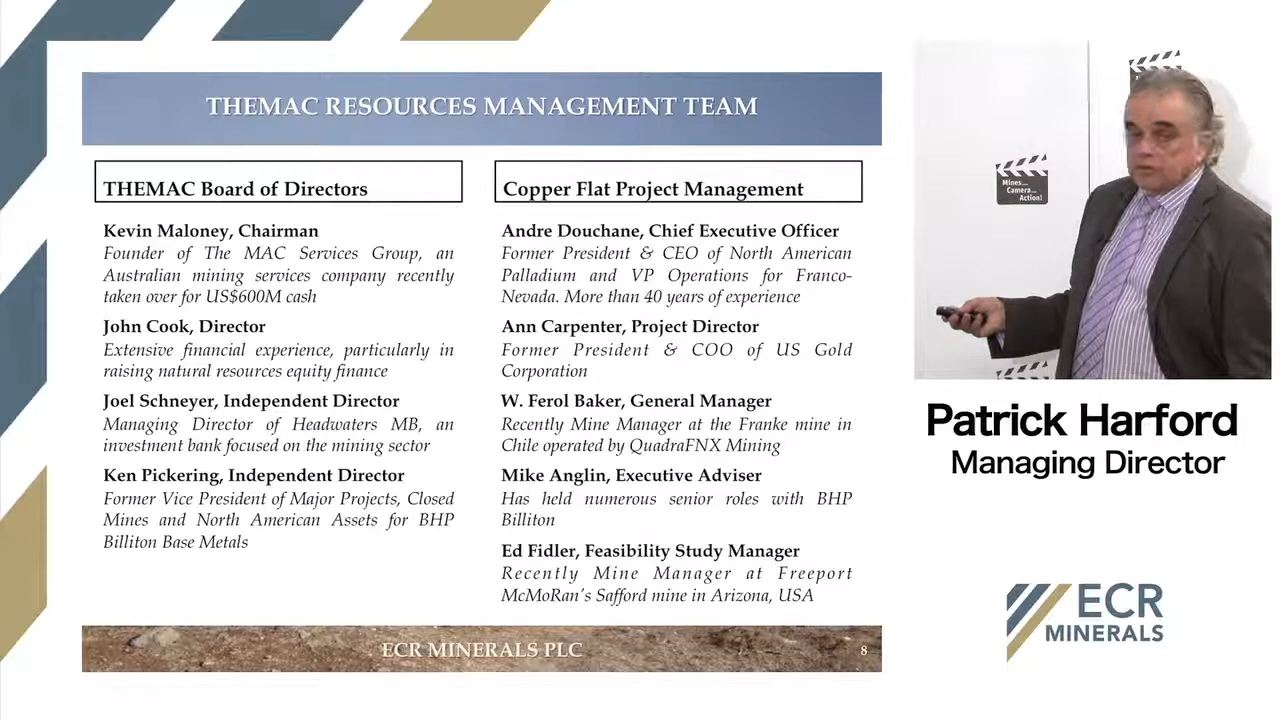 THEMAC RESOURCES MANAGEMENT TEAM
THEMAC Board of Directors
Kevin Maloney, Chairman
Founder of The MAC Services Group, an
Australian mining services company recently
taken over for US$600M cash
John Cook, Director
Extensive financial experience, particularly in
raising natural resources equity finance
Joel Schneyer, Independent Director
Managing Director of Headwaters MB, an
investment bank focused on the mining sector
Ken Pickering, Independent Director
Former Vice President of Major Projects, Closed
Mines and North American Assets for BHP
Billiton Base Metals
Copper Flat Project Management
Andre Douchane, Chief Executive Officer
Former President & CEO of North American
Palladium and VP Operations for Franco-
Nevada. More than 40 years of experience
Ann Carpenter, Project Director
Former President & COO of US Gold
Corporation
W. Ferol Baker, General Manager
Recently Mine Manager at the Franke mine in
Chile operated by QuadraFNX Mining
Mike Anglin, Executive Adviser
Has held numerous senior roles with BHP
Billiton
Ed Fidler, Feasibility Study Manager
Recently Mine Manager at Freeport
McMoRan's Safford mine in Arizona, USA
ECR MINERALS PLC
8
Mines...
Camera...
Action!
Patrick Harford
Managing Director
ECR
MINERALS